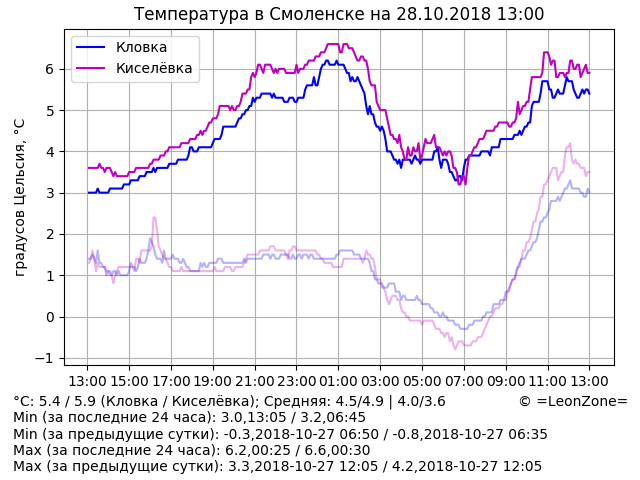 Температура в Смоленске на 28.10.2018 13:00
Кловка
Киселёвка
градусов Цельсия, °C
6
5
4
3
2
1
0
−1
13:00 15:00 17:00 19:00 21:00 23:00 01:00 03:00 05:00 07:00 09:00 11:00 13:00
°C: 5.4 / 5.9 (Кловка / Киселёвка); Средняя: 4.5/4.9 | 4.0/3.6 © =LeonZone=
Min (за последние 24 часа): 3.0,13:05 / 3.2,06:45
Min (за предыдущие сутки): -0.3,2018-10-27 06:50 / -0.8,2018-10-27 06:35
Max (за последние 24 часа): 6.2,00:25 / 6.6,00:30
Max (за предыдущие сутки): 3.3,2018-10-27 12:05 / 4.2,2018-10-27 12:05